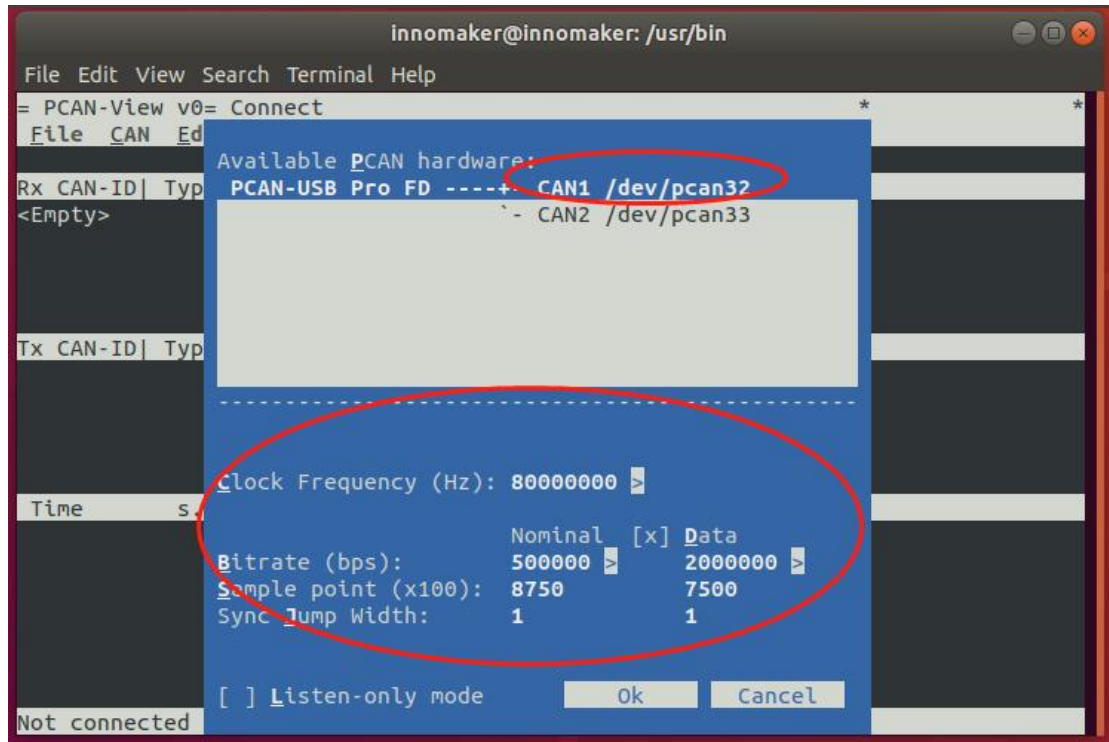 innomaker@innomaker: /usr/bin
File Edit View Search Terminal Help
= PCAN-View v0= Connect * *
File CAN Ed
Available PCAN hardware:
Rx CAN-ID| Typ PCAN-USB Pro FD ----+- CAN1 /dev/pcan32
<Empty> `- CAN2 /dev/pcan33
Tx CAN-ID| Typ
------------------------------------------------
Clock Frequency (Hz): 80000000 >
Time s.
Nominal [x] Data
Bitrate (bps): 500000 > 2000000 >
Sample point (x100): 8750 7500
Sync Jump Width: 1 1
[ ] Listen-only mode Ok Cancel
Not connected